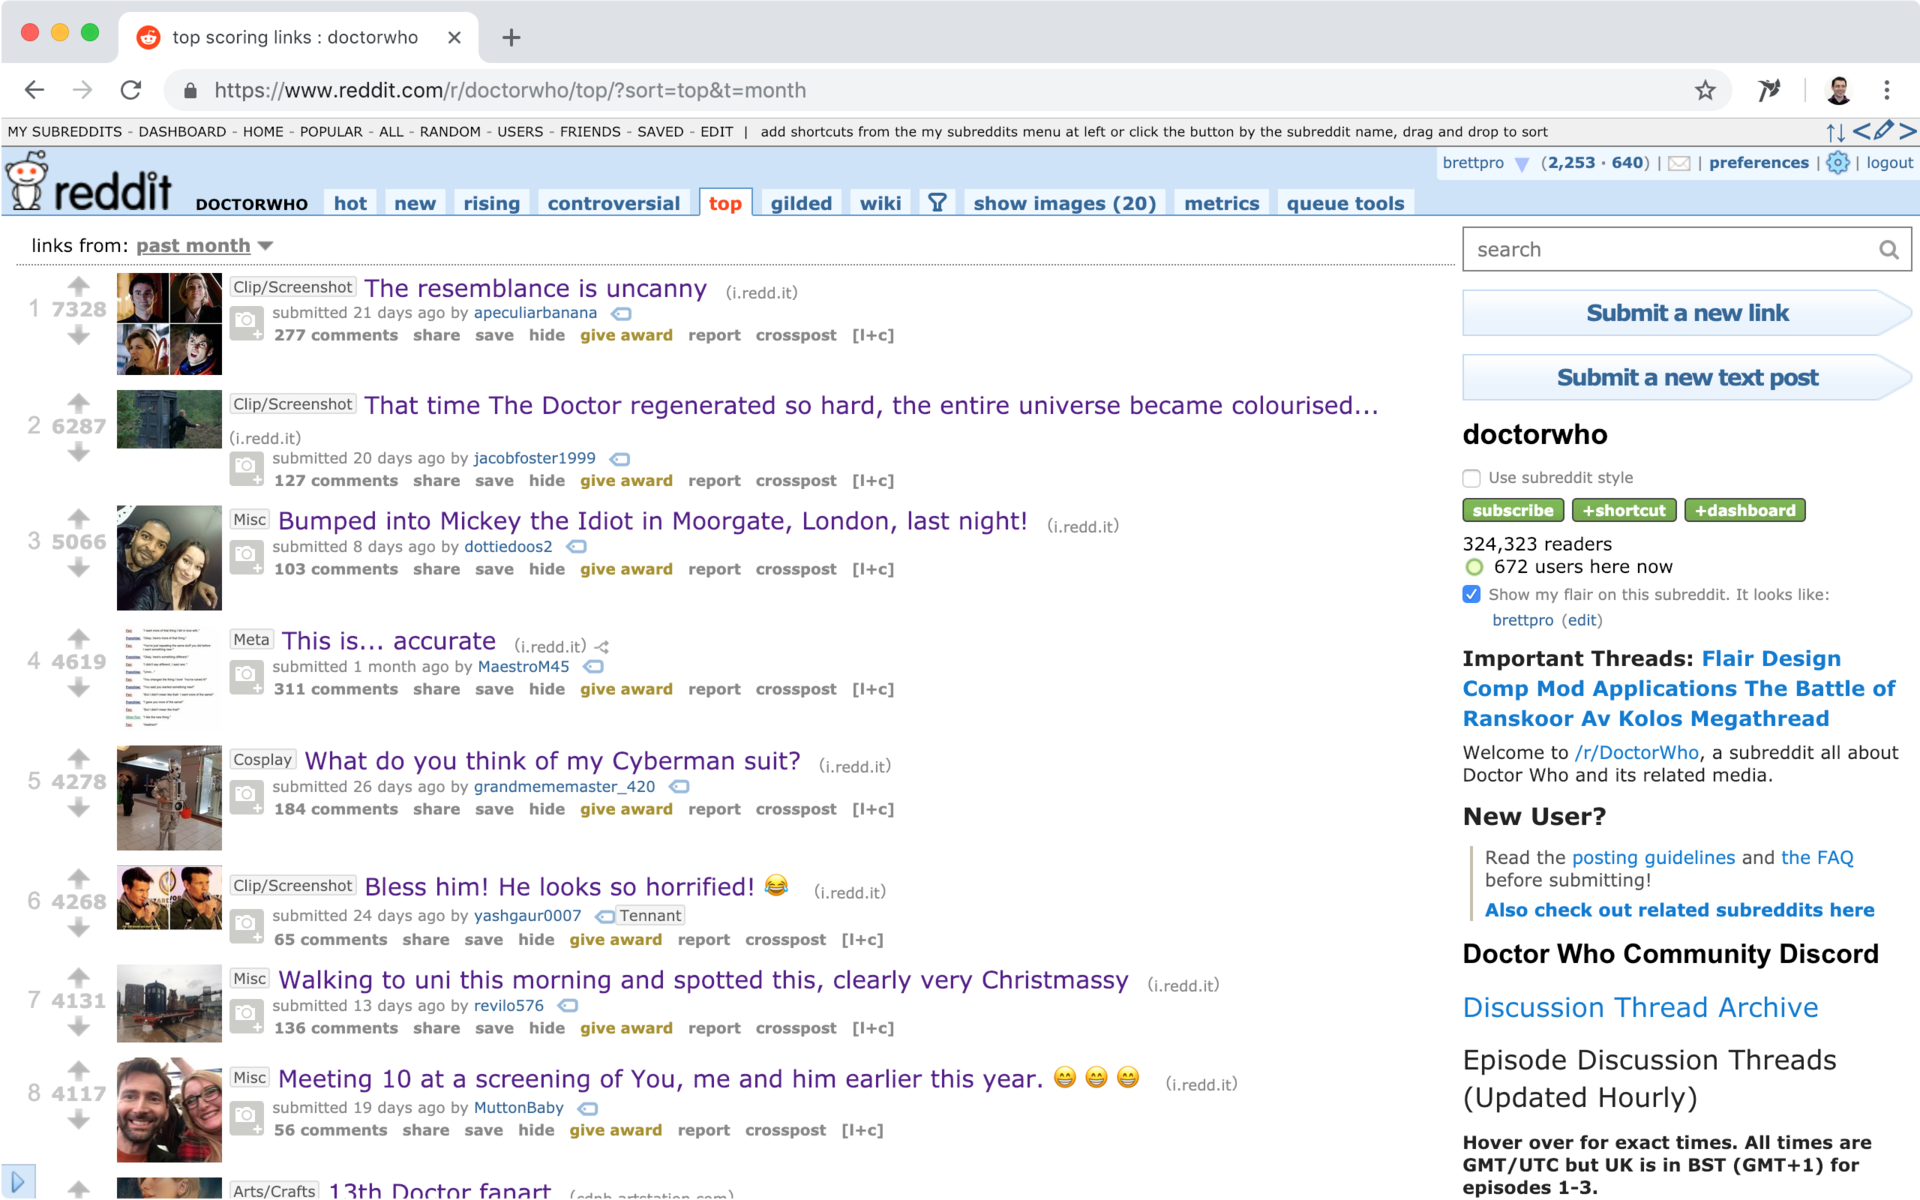 top scoring links : doctorwho
https://www.reddit.com/r/doctorwho/top/?sort=top&t=month
MY SUBREDDITS - DASHBOARD - HOME - POPULAR - ALL - RANDOM - USERS - FRIENDS - SAVED - EDIT | add shortcuts from the my subreddits menu at left or click the button by the subreddit name, drag and drop to sort
brettpro (2,253 · 640) | | preferences | | logout
reddit DOCTORWHO hot new rising controversial top gilded wiki show images (20) metrics queue tools
links from: past month
1 7328 Clip/Screenshot The resemblance is uncanny (i.redd.it)
submitted 21 days ago by apeculiarbanana
277 comments share save hide give award report crosspost [l+c]
2 6287 Clip/Screenshot That time The Doctor regenerated so hard, the entire universe became colourised...
(i.redd.it)
submitted 20 days ago by jacobfoster1999
127 comments share save hide give award report crosspost [l+c]
3 5066 Misc Bumped into Mickey the Idiot in Moorgate, London, last night! (i.redd.it)
submitted 8 days ago by dottiedoos2
103 comments share save hide give award report crosspost [l+c]
4 4619 Meta This is... accurate (i.redd.it)
submitted 1 month ago by MaestroM45
311 comments share save hide give award report crosspost [l+c]
5 4278 Cosplay What do you think of my Cyberman suit? (i.redd.it)
submitted 26 days ago by grandmememaster_420
184 comments share save hide give award report crosspost [l+c]
6 4268 Clip/Screenshot Bless him! He looks so horrified! 😂 (i.redd.it)
submitted 24 days ago by yashgaur0007 Tennant
65 comments share save hide give award report crosspost [l+c]
7 4131 Misc Walking to uni this morning and spotted this, clearly very Christmassy (i.redd.it)
submitted 13 days ago by revilo576
136 comments share save hide give award report crosspost [l+c]
8 4117 Misc Meeting 10 at a screening of You, me and him earlier this year. 😁 😁 😁 (i.redd.it)
submitted 19 days ago by MuttonBaby
56 comments share save hide give award report crosspost [l+c]
Arts/Crafts 13th Doctor fanart (cdnb.artstation.com)
search
Submit a new link
Submit a new text post
doctorwho
Use subreddit style
subscribe +shortcut +dashboard
324,323 readers
672 users here now
Show my flair on this subreddit. It looks like:
brettpro (edit)
Important Threads: Flair Design
Comp Mod Applications The Battle of
Ranskoor Av Kolos Megathread
Welcome to /r/DoctorWho, a subreddit all about
Doctor Who and its related media.
New User?
Read the posting guidelines and the FAQ
before submitting!
Also check out related subreddits here
Doctor Who Community Discord
Discussion Thread Archive
Episode Discussion Threads
(Updated Hourly)
Hover over for exact times. All times are
GMT/UTC but UK is in BST (GMT+1) for
episodes 1-3.